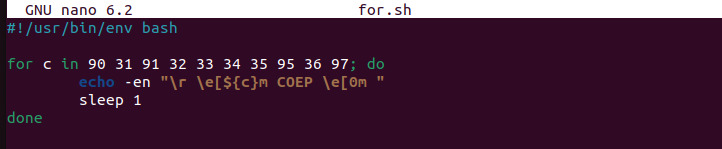 GNU nano 6.2 for.sh
#!/usr/bin/env bash
for c in 90 31 91 32 33 34 35 95 36 97; do
echo -en "\r \e[${c}m COEP \e[0m "
sleep 1
done